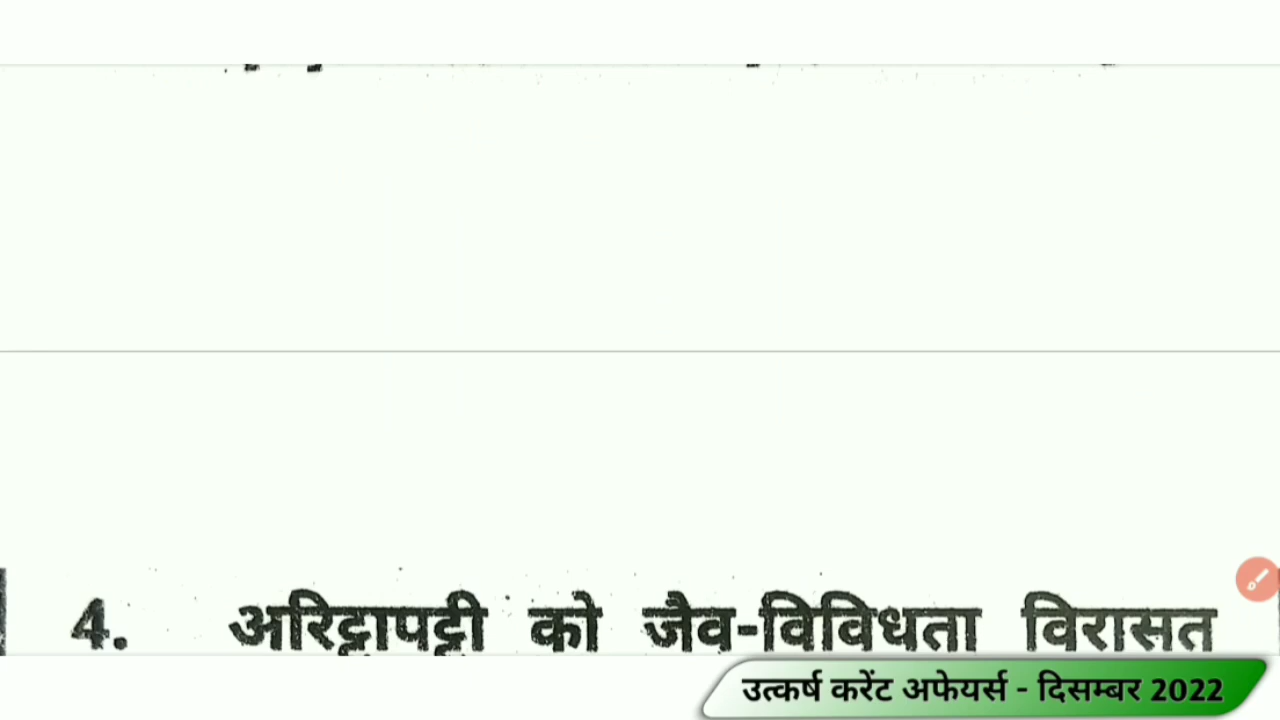 4. अरिट्टापट्टी को जैव-विविधता विरासत
उत्कर्ष करेंट अफेयर्स - दिसम्बर 2022